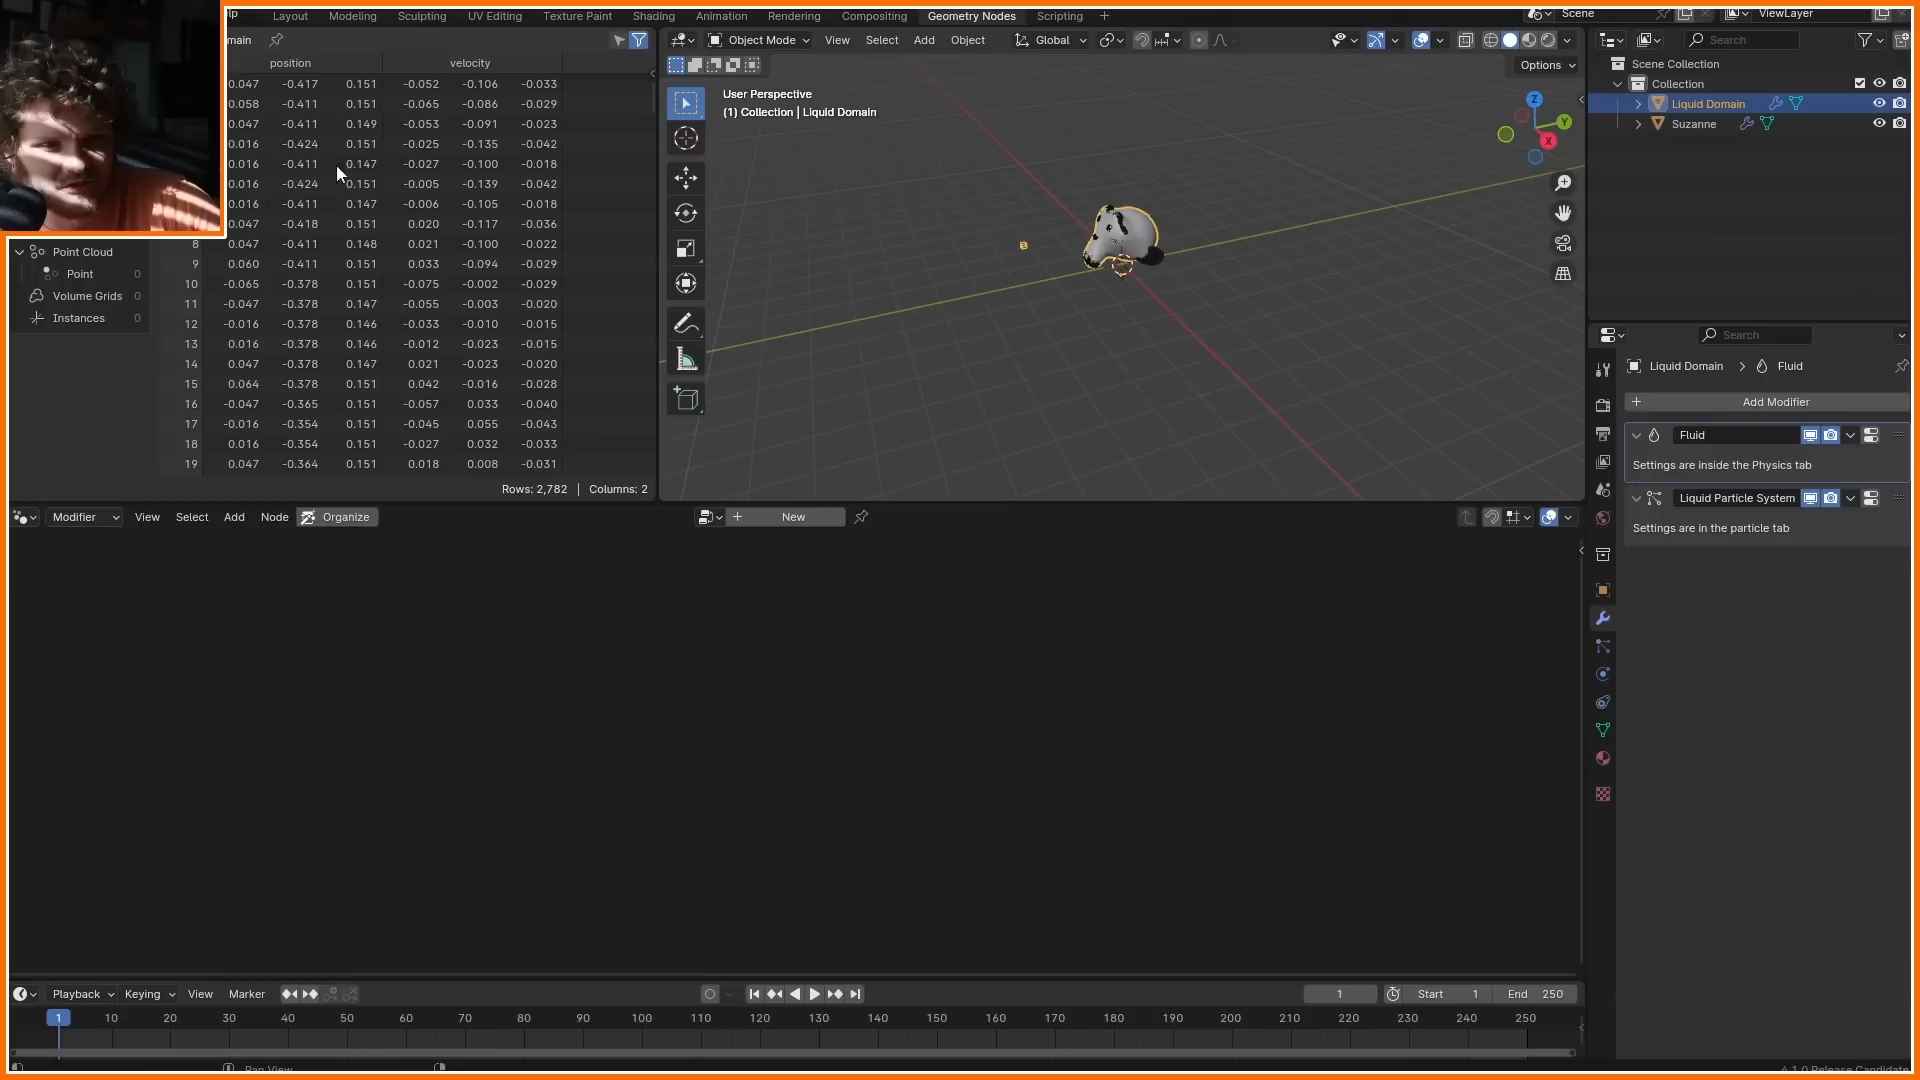 lp Layout Modeling Sculpting UV Editing Texture Paint Shading Animation Rendering Compositing Geometry Nodes Scripting + Scene ViewLayer
main Object Mode View Select Add Object Global Search
position velocity Options
Scene Collection
Collection
Liquid Domain
Suzanne
User Perspective
(1) Collection | Liquid Domain
Z
Y
X
0.047 -0.417 0.151 -0.052 -0.106 -0.033
0.058 -0.411 0.151 -0.065 -0.086 -0.029
0.047 -0.411 0.149 -0.053 -0.091 -0.023
0.016 -0.424 0.151 -0.025 -0.135 -0.042
0.016 -0.411 0.147 -0.027 -0.100 -0.018
0.016 -0.424 0.151 -0.005 -0.139 -0.042
0.016 -0.411 0.147 -0.006 -0.105 -0.018
0.047 -0.418 0.151 0.020 -0.117 -0.036
8 0.047 -0.411 0.148 0.021 -0.100 -0.022
9 0.060 -0.411 0.151 0.033 -0.094 -0.029
10 -0.065 -0.378 0.151 -0.075 -0.002 -0.029
11 -0.047 -0.378 0.147 -0.055 -0.003 -0.020
12 -0.016 -0.378 0.146 -0.033 -0.010 -0.015
13 0.016 -0.378 0.146 -0.012 -0.023 -0.015
14 0.047 -0.378 0.147 0.021 -0.023 -0.020
15 0.064 -0.378 0.151 0.042 -0.016 -0.028
16 -0.047 -0.365 0.151 -0.057 0.033 -0.040
17 -0.016 -0.354 0.151 -0.045 0.055 -0.043
18 0.016 -0.354 0.151 -0.027 0.032 -0.033
19 0.047 -0.364 0.151 0.018 0.008 -0.031
Point Cloud
Point 0
Volume Grids 0
Instances 0
Rows: 2,782 | Columns: 2
Search
Liquid Domain > Fluid
+ Add Modifier
Fluid
Settings are inside the Physics tab
Liquid Particle System
Settings are in the particle tab
Modifier View Select Add Node Organize + New
Playback Keying View Marker 1 Start 1 End 250
1 10 20 30 40 50 60 70 80 90 100 110 120 130 140 150 160 170 180 190 200 210 220 230 240 250
Pan View
4.1.0 Release Candidate